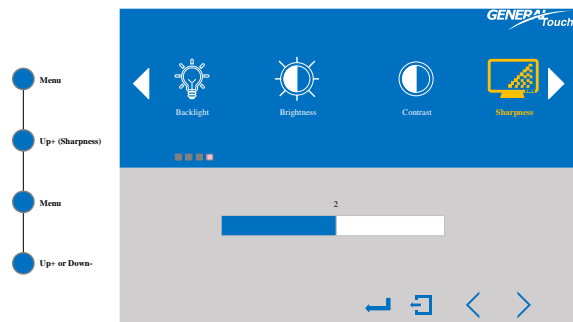 GENERAL
Touch
Menu
Up+ (Sharpness)
Menu
Up+ or Down-
Backlight
Brightness
Contrast
Sharpness
2